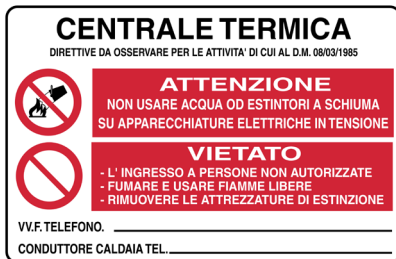 CENTRALE TERMICA
DIRETTIVE DA OSSERVARE PER LE ATTIVITA' DI CUI AL D.M. 08/03/1985
ATTENZIONE
NON USARE ACQUA OD ESTINTORI A SCHIUMA
SU APPARECCHIATURE ELETTRICHE IN TENSIONE
VIETATO
- L' INGRESSO A PERSONE NON AUTORIZZATE
- FUMARE E USARE FIAMME LIBERE
- RIMUOVERE LE ATTREZZATURE DI ESTINZIONE
VV.F. TELEFONO.
CONDUTTORE CALDAIA TEL.